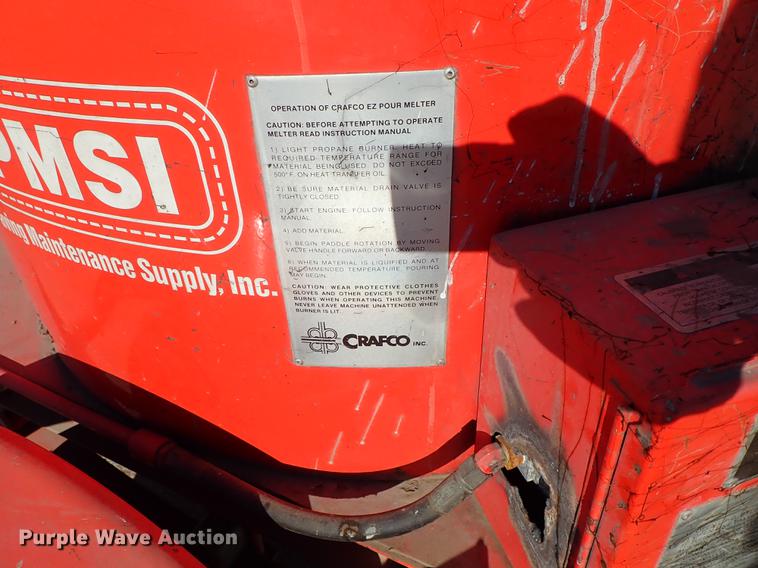 PMSI
Maintenance Supply, Inc.
OPERATION OF CRAFCO EZ POUR MELTER
CAUTION: BEFORE ATTEMPTING TO OPERATE
MELTER READ INSTRUCTION MANUAL
1) LIGHT PROPANE BURNER. HEAT TO
REQUIRED TEMPERATURE RANGE FOR
MATERIAL BEING USED. DO NOT EXCEED
500°F. ON HEAT TRANSFER OIL.
2) BE SURE MATERIAL DRAIN VALVE IS
TIGHTLY CLOSED.
3) START ENGINE. FOLLOW INSTRUCTION
MANUAL.
4) ADD MATERIAL.
5) BEGIN PADDLE ROTATION BY MOVING
VALVE HANDLE FORWARD OR BACKWARD.
6) WHEN MATERIAL IS LIQUIFIED AND AT
RECOMMENDED TEMPERATURE, POURING
MAY BEGIN.
CAUTION: WEAR PROTECTIVE CLOTHES
GLOVES AND OTHER DEVICES TO PREVENT
BURNS WHEN OPERATING THIS MACHINE.
NEVER LEAVE MACHINE UNATTENDED WHEN
BURNER IS LIT.
CRAFCO INC.
Purple Wave Auction